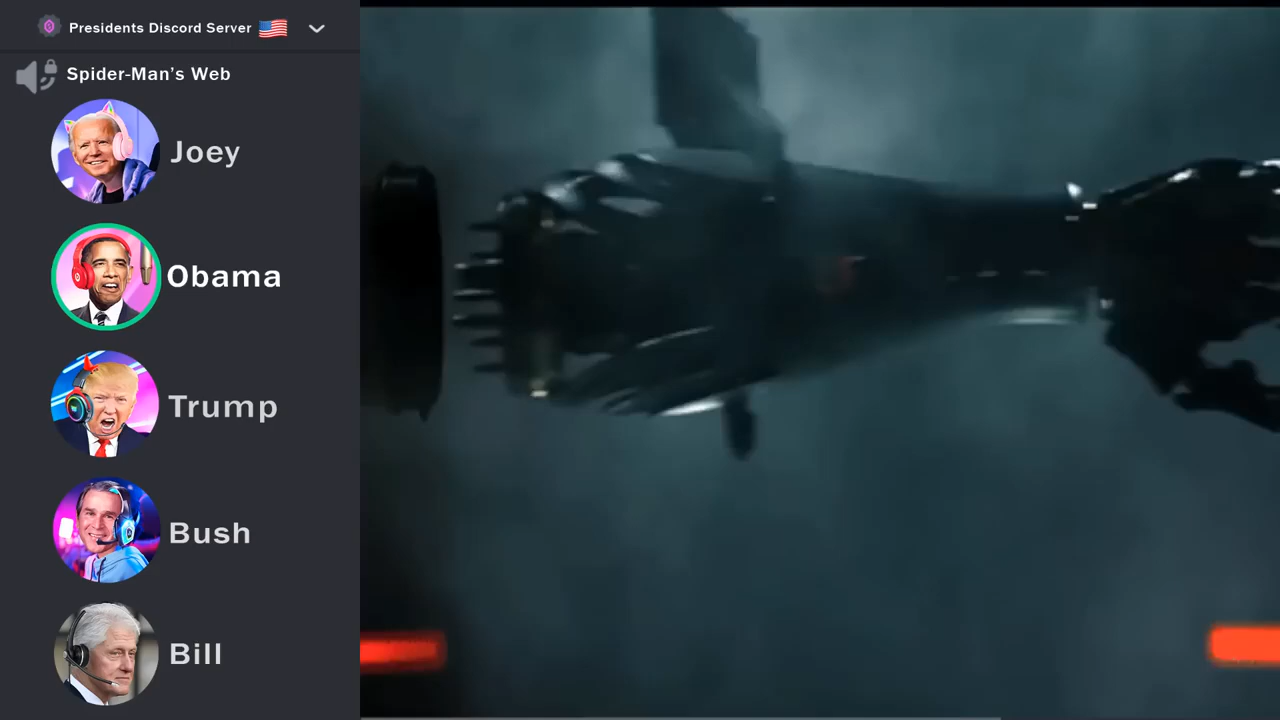 Presidents Discord Server
Spider-Man’s Web
Joey
Obama
Trump
Bush
Bill